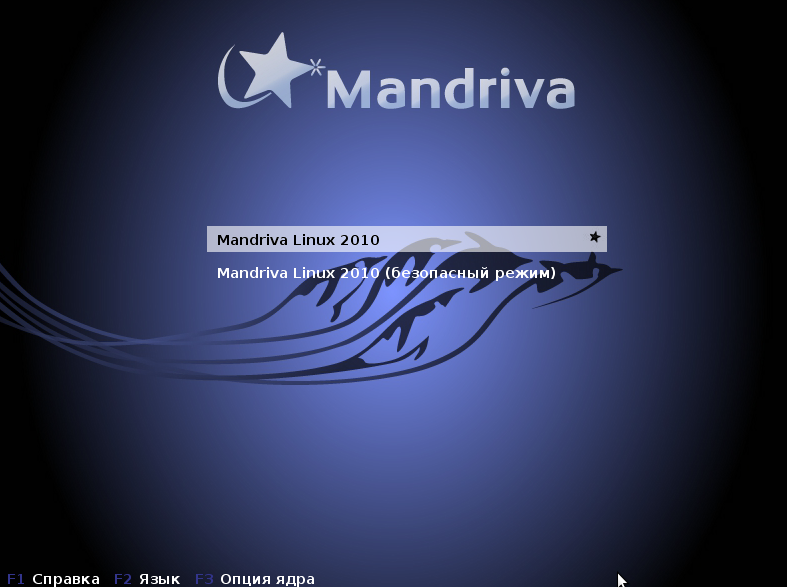 Mandriva
Mandriva Linux 2010
Mandriva Linux 2010 (безопасный режим)
F1 Справка F2 Язык F3 Опция ядра